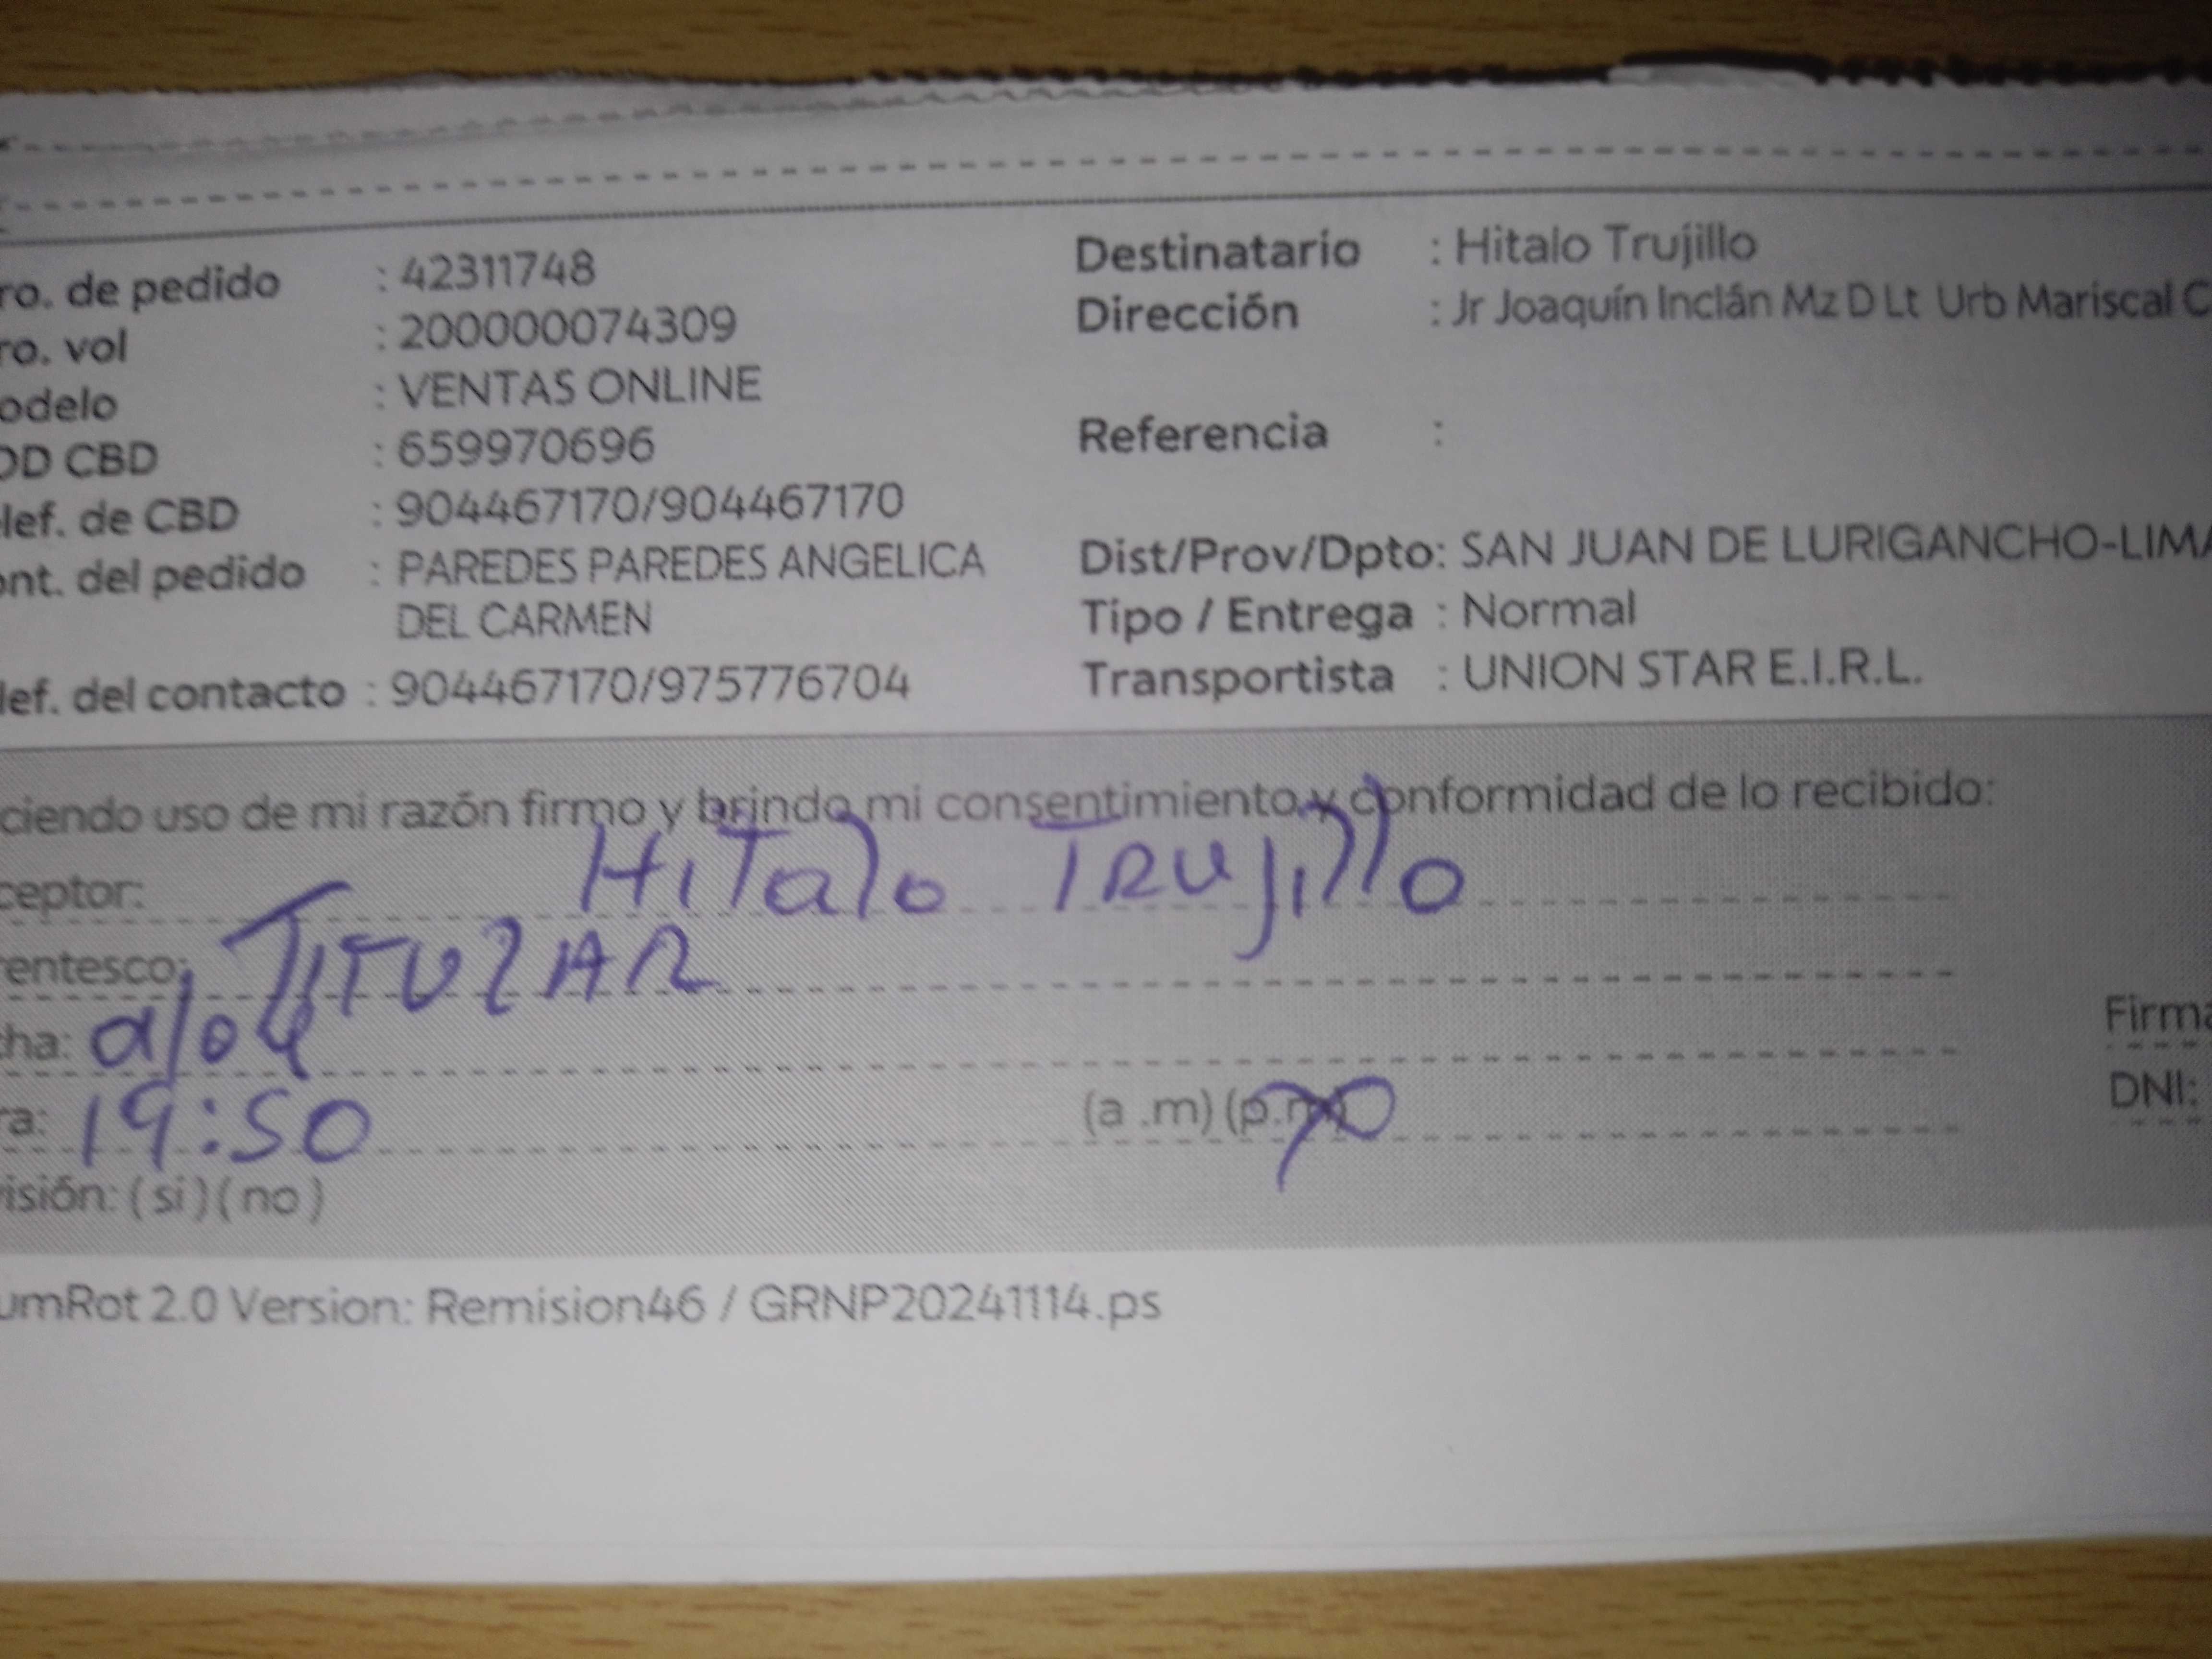 ro. de pedido : 42311748
ro. vol : 200000074309
odelo : VENTAS ONLINE
OD CBD : 659970696
lef. de CBD : 904467170/904467170
ont. del pedido : PAREDES PAREDES ANGELICA
DEL CARMEN
lef. del contacto : 904467170/975776704
Destinatario : Hitalo Trujillo
Dirección : Jr Joaquín Inclán Mz D Lt Urb Mariscal C
Referencia :
Dist/Prov/Dpto: SAN JUAN DE LURIGANCHO-LIMA
Tipo / Entrega : Normal
Transportista : UNION STAR E.I.R.L.
ciendo uso de mi razón firmo y brindo mi consentimiento y conformidad de lo recibido:
ceptor: HiTalo TRUjillo
rentesco: TITULAR
cha:
ra: 19:50 (a .m) (p.m)
isión: ( si ) ( no )
Firma
DNI:
umRot 2.0 Version: Remision46 / GRNP20241114.ps